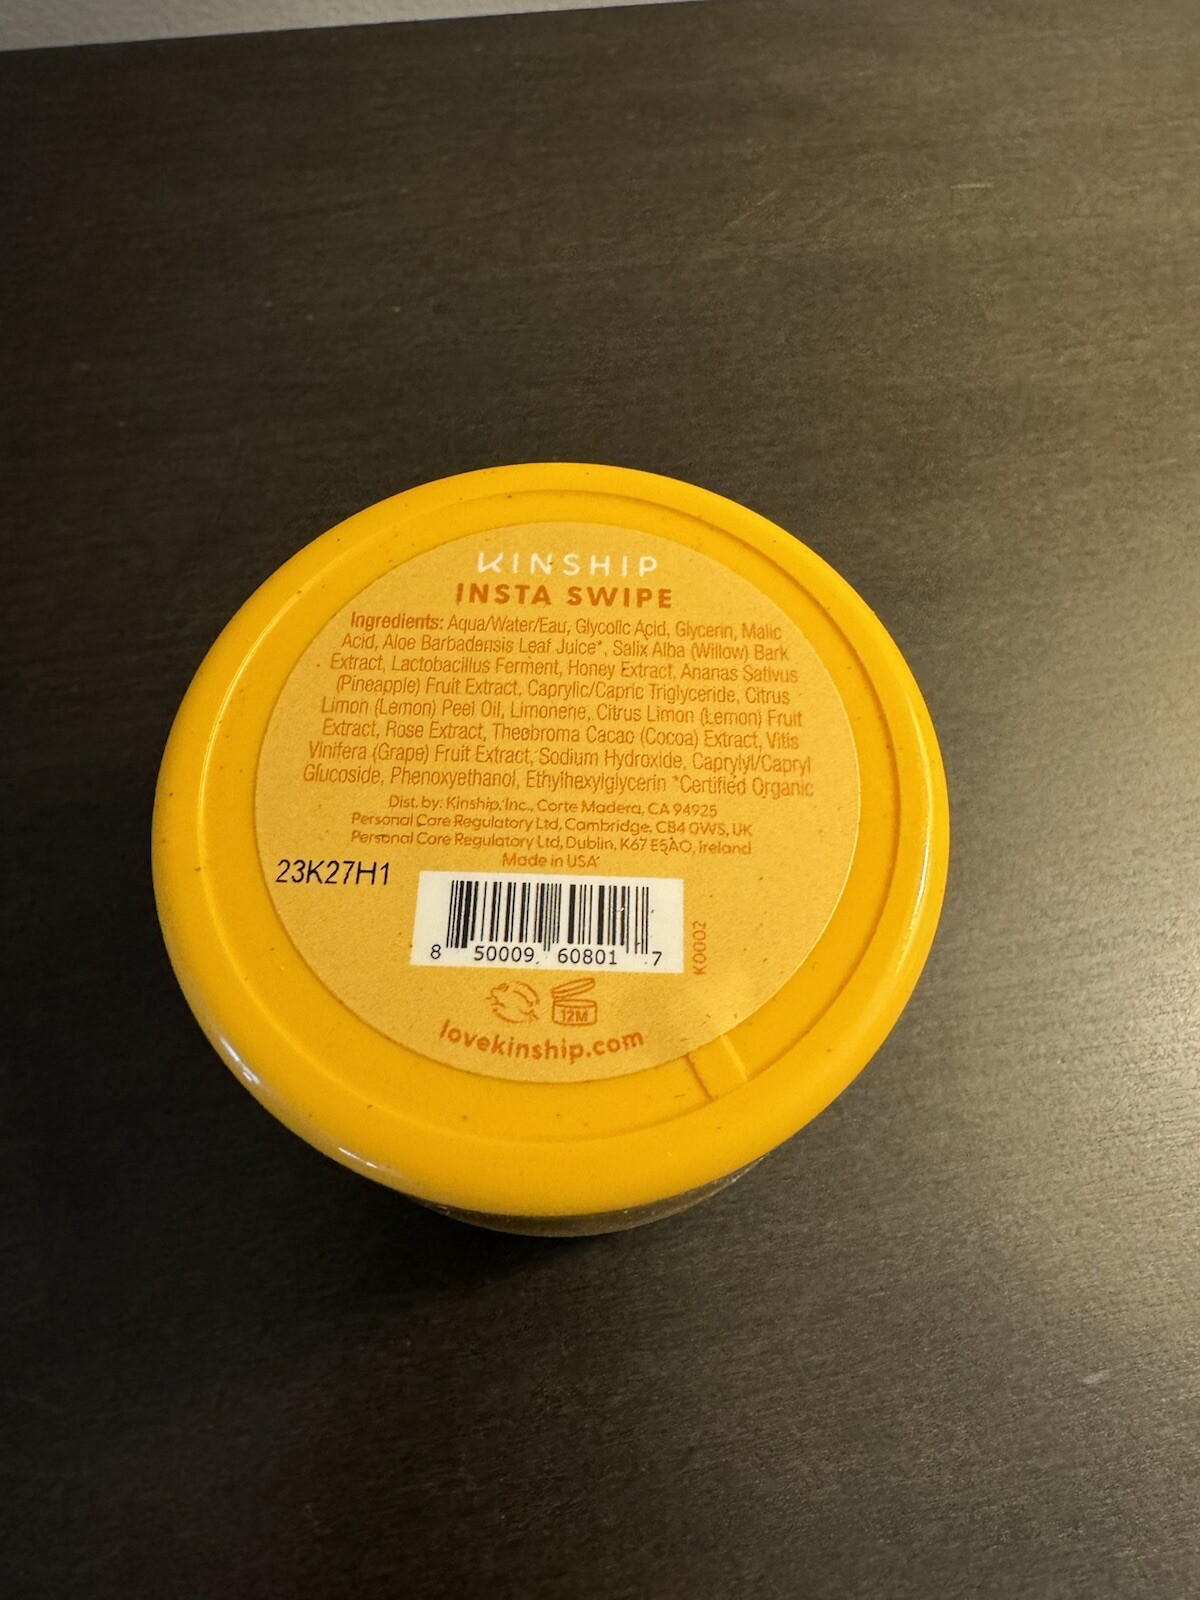 KINSHIP
INSTA SWIPE
Ingredients: Aqua/Water/Eau, Glycolic Acid, Glycerin, Malic
Acid, Aloe Barbadensis Leaf Juice*, Salix Alba (Willow) Bark
Extract, Lactobacillus Ferment, Honey Extract, Ananas Sativus
(Pineapple) Fruit Extract, Caprylic/Capric Triglyceride, Citrus
Limon (Lemon) Peel Oil, Limonene, Citrus Limon (Lemon) Fruit
Extract, Rose Extract, Theobroma Cacao (Cocoa) Extract, Vitis
Vinifera (Grape) Fruit Extract, Sodium Hydroxide, Caprylyl/Capryl
Glucoside, Phenoxyethanol, Ethylhexylglycerin *Certified Organic
Dist. by: Kinship, Inc., Corte Madera, CA 94925
Personal Care Regulatory Ltd, Cambridge, CB4 0WS, UK
Personal Care Regulatory Ltd, Dublin, K67 E5A0, Ireland
Made in USA
23K27H1
8 50009 60801 7
K0002
12M
lovekinship.com